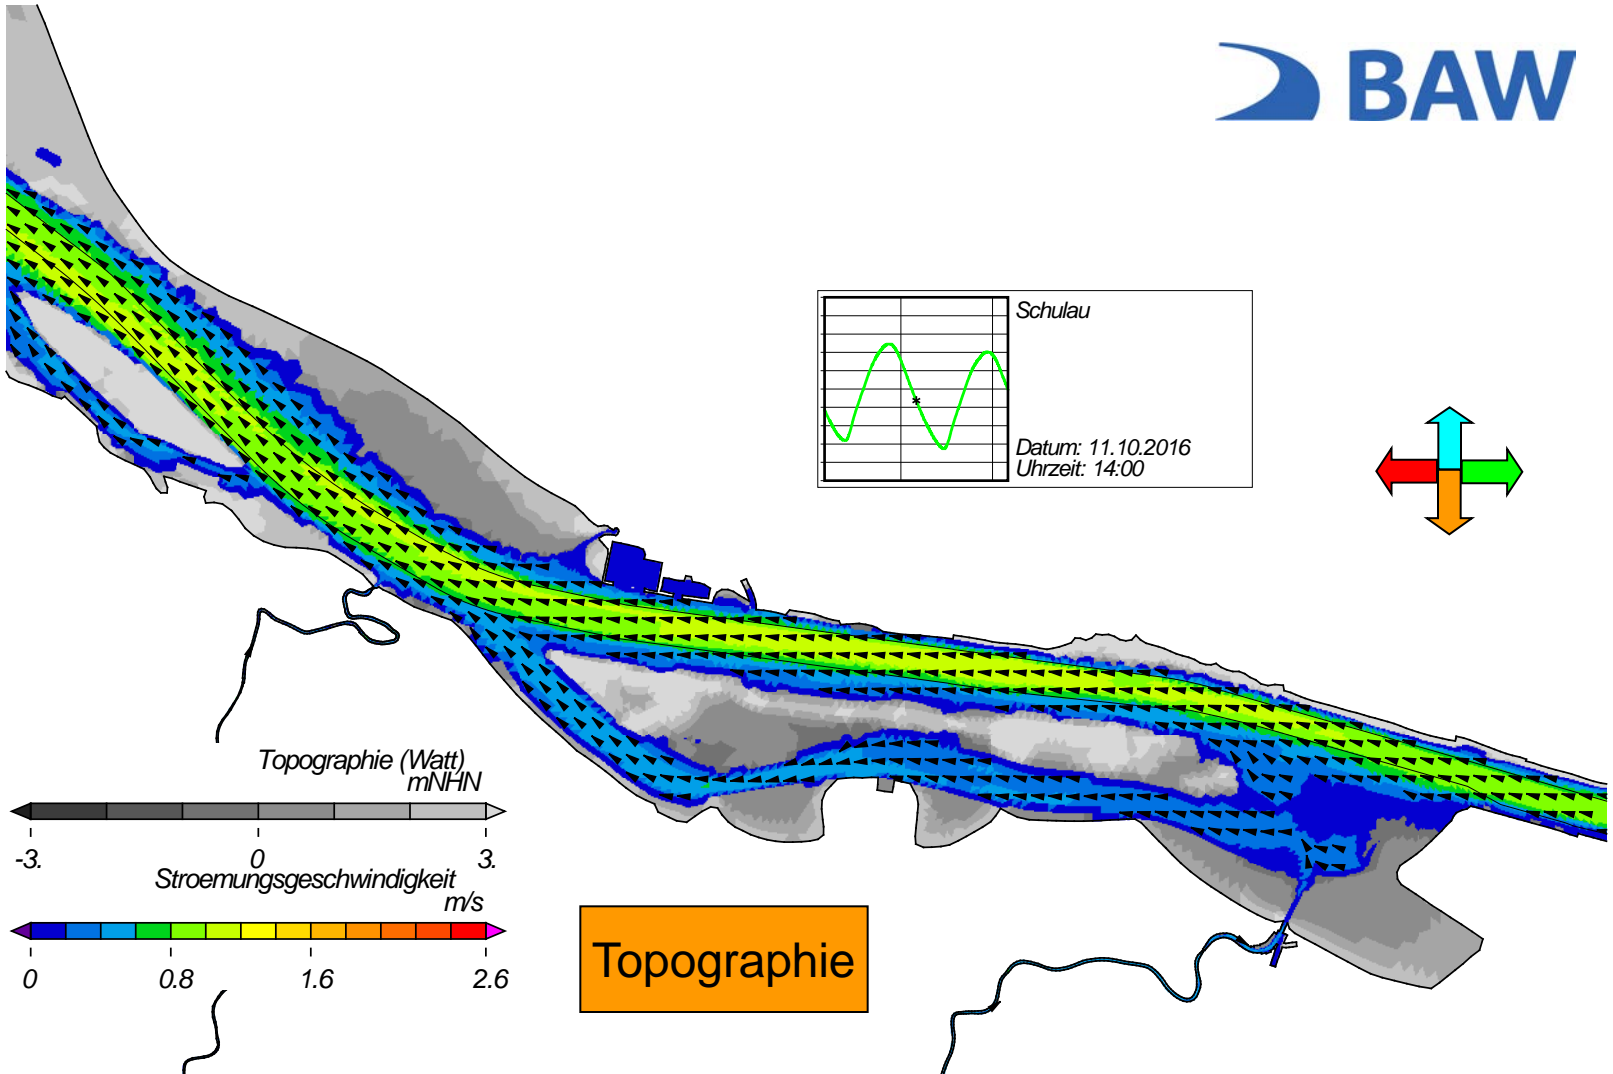 BAW
Schulau
Datum: 11.10.2016
Uhrzeit: 14:00
Topographie (Watt)
mNHN
-3. 0 3.
Stroemungsgeschwindigkeit
m/s
0 0.8 1.6 2.6
Topographie